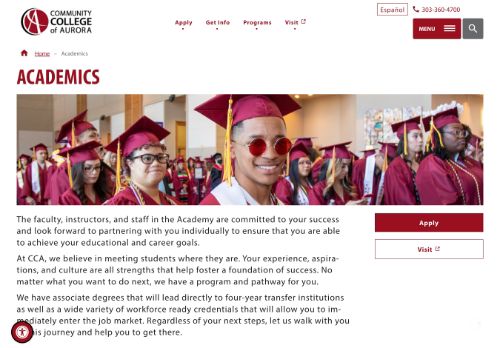 COMMUNITY
COLLEGE
of AURORA
Apply
Get Info
Programs
Visit
Español
303-360-4700
MENU
Home – Academics
ACADEMICS
The faculty, instructors, and staff in the Academy are committed to your success
and look forward to partnering with you individually to ensure that you are able
to achieve your educational and career goals.
At CCA, we believe in meeting students where they are. Your experience, aspira-
tions, and culture are all strengths that help foster a foundation of success. No
matter what you want to do next, we have a program and pathway for you.
We have associate degrees that will lead directly to four-year transfer institutions
as well as a wide variety of workforce ready credentials that will allow you to im-
mediately enter the job market. Regardless of your next steps, let us walk with you
journey and help you to get there.
Apply
Visit